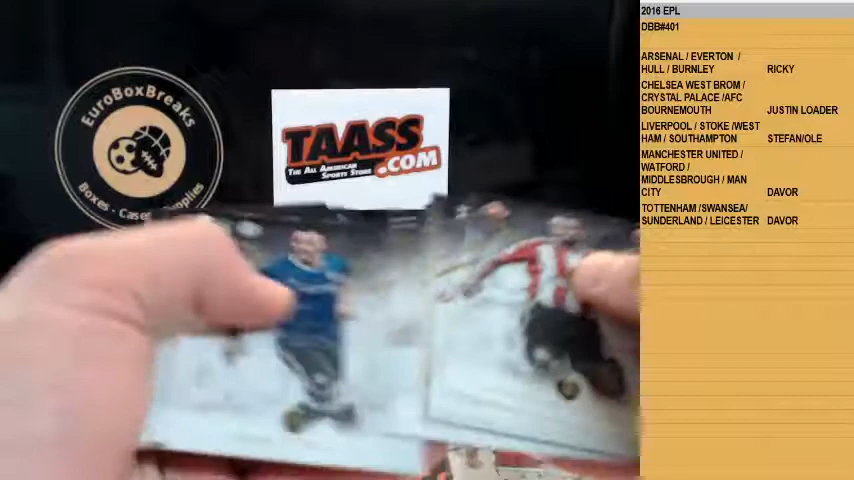 EuroBoxBreaks
Boxes - Cases
TAASS
.COM
THE ALL AMERICAN
SPORTS STORE
2016 EPL
DBB#401
ARSENAL / EVERTON /
HULL / BURNLEY RICKY
CHELSEA WEST BROM /
CRYSTAL PALACE /AFC
BOURNEMOUTH JUSTIN LOADER
LIVERPOOL / STOKE /WEST
HAM / SOUTHAMPTON STEFAN/OLE
MANCHESTER UNITED /
WATFORD /
MIDDLESBROUGH / MAN
CITY DAVOR
TOTTENHAM /SWANSEA/
SUNDERLAND / LEICESTER DAVOR